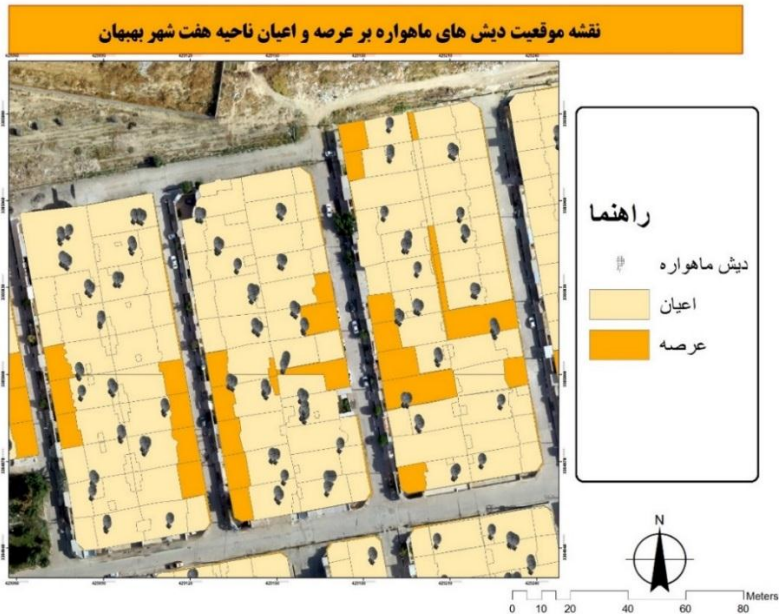 نقشه موقعیت دیش های ماهواره بر عرصه و اعیان ناحیه هفت شهر بهبهان
راهنما
دیش ماهواره
اعیان
عرصه
N
Meters
0 10 20 40 60 80